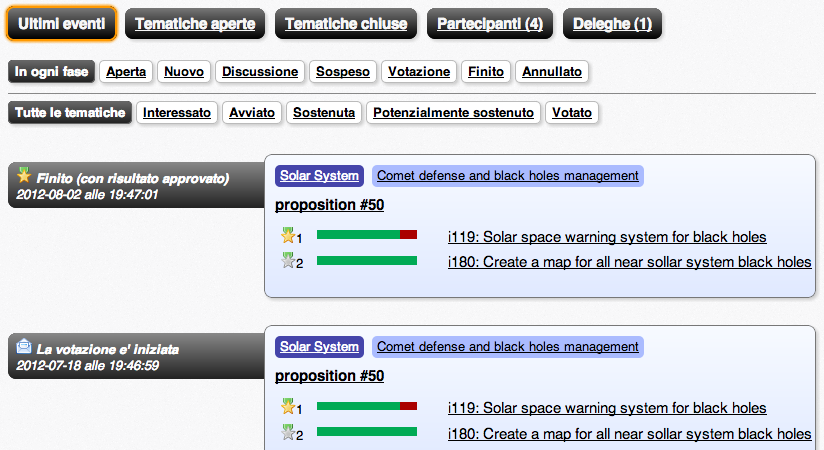 Ultimi eventi Tematiche aperte Tematiche chiuse Partecipanti (4) Deleghe (1)
In ogni fase Aperta Nuovo Discussione Sospeso Votazione Finito Annullato
Tutte le tematiche Interessato Avviato Sostenuta Potenzialmente sostenuto Votato
Finito (con risultato approvato)
2012-08-02 alle 19:47:01
Solar System Comet defense and black holes management
proposition #50
1 i119: Solar space warning system for black holes
2 i180: Create a map for all near sollar system black holes
La votazione e' iniziata
2012-07-18 alle 19:46:59
Solar System Comet defense and black holes management
proposition #50
1 i119: Solar space warning system for black holes
2 i180: Create a map for all near sollar system black holes